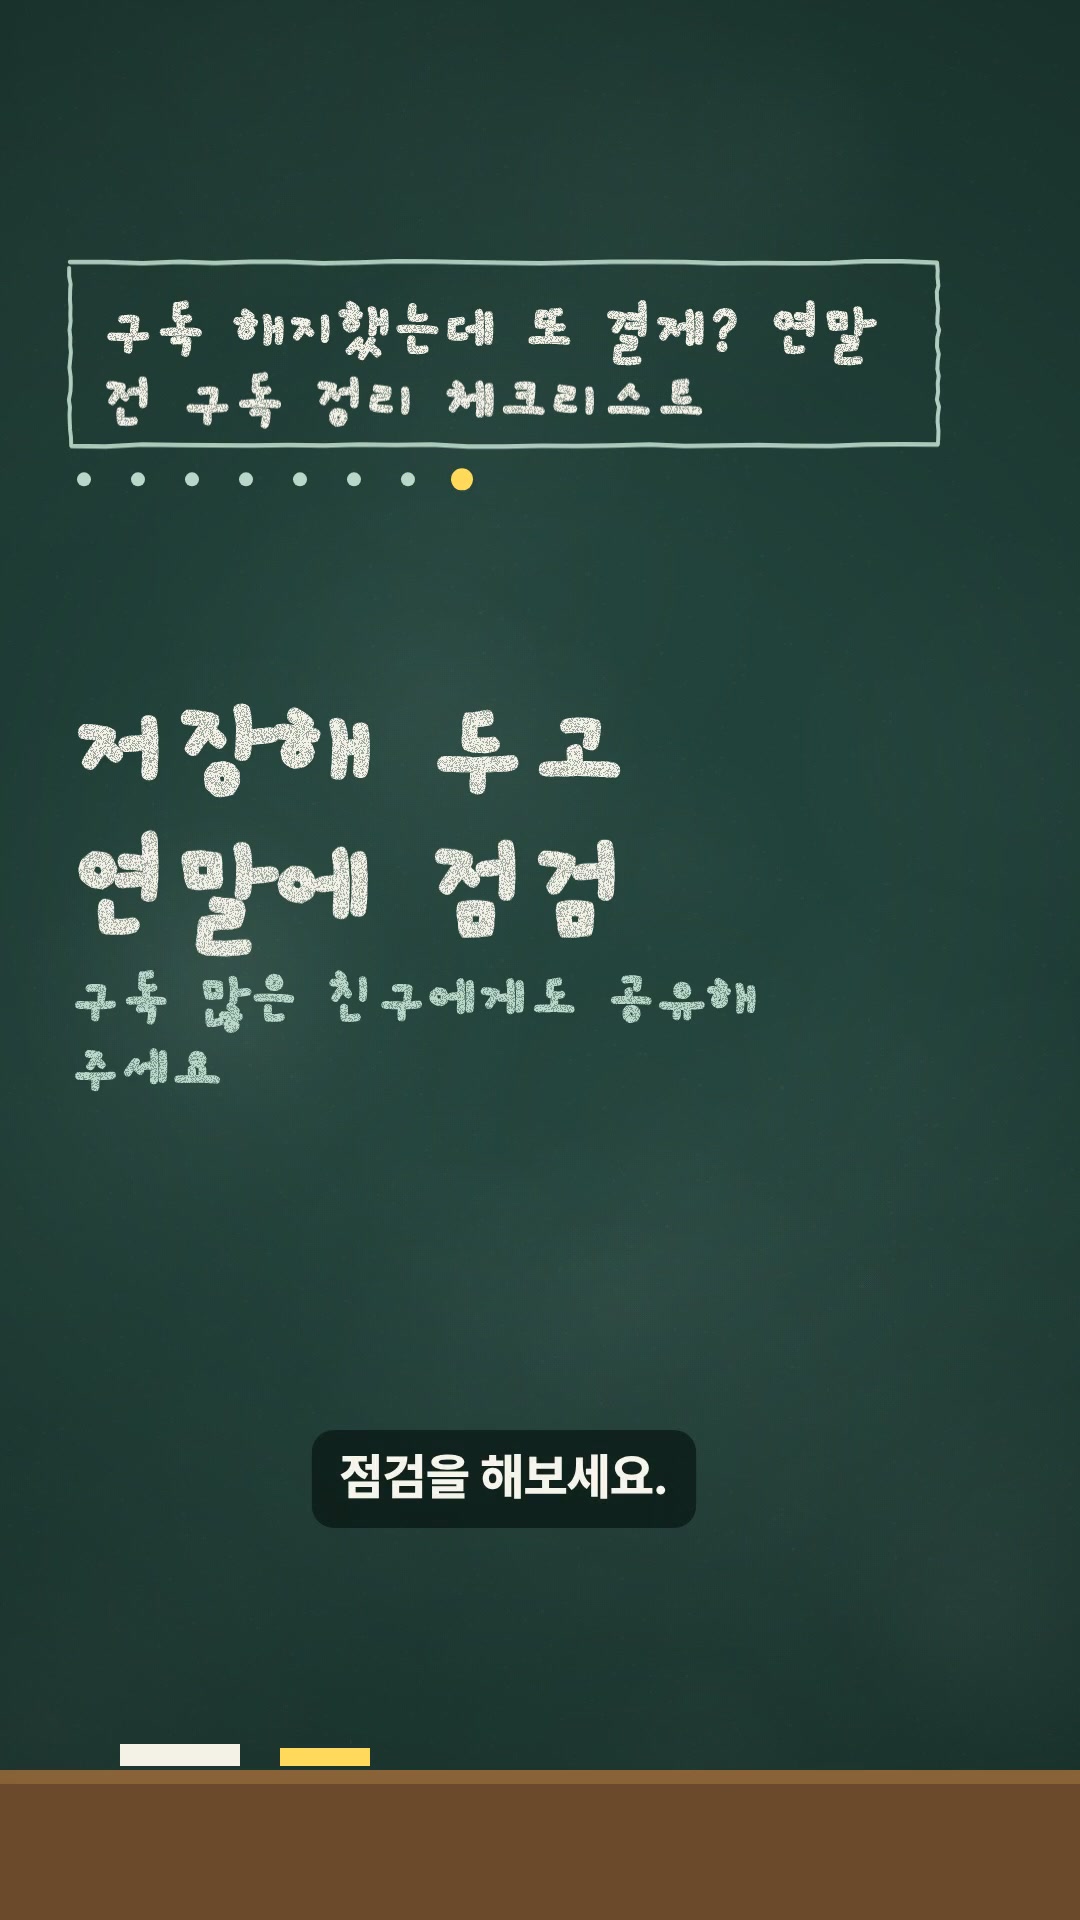 구독 해지했는데 또 결제? 연말
전 구독 정리 체크리스트
저장해 두고
연말에 점검
구독 많은 친구에게도 공유해
주세요
점검을 해보세요.